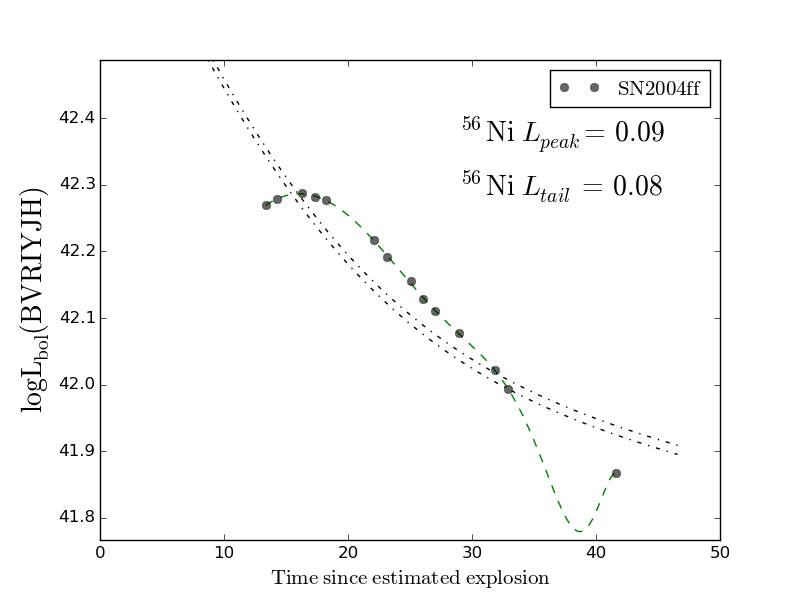 SN2004ff
⁵⁶Ni L_peak = 0.09
⁵⁶Ni L_tail = 0.08
logL_bol(BVRIYJH)
42.4
42.3
42.2
42.1
42.0
41.9
41.8
0 10 20 30 40 50
Time since estimated explosion